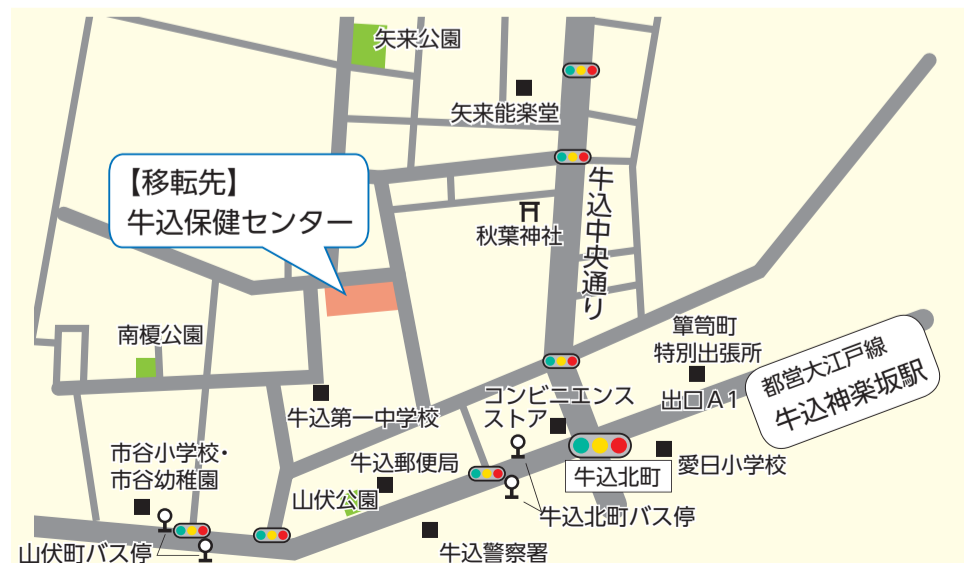 矢来公園
矢来能楽堂
【移転先】
牛込保健センター
秋葉神社
牛込中央通り
南榎公園
簞笥町
特別出張所
都営大江戸線
牛込神楽坂駅
出口A1
コンビニエンス
ストア
牛込第一中学校
市谷小学校・
市谷幼稚園
牛込郵便局
牛込北町
愛日小学校
山伏公園
牛込北町バス停
山伏町バス停
牛込警察署